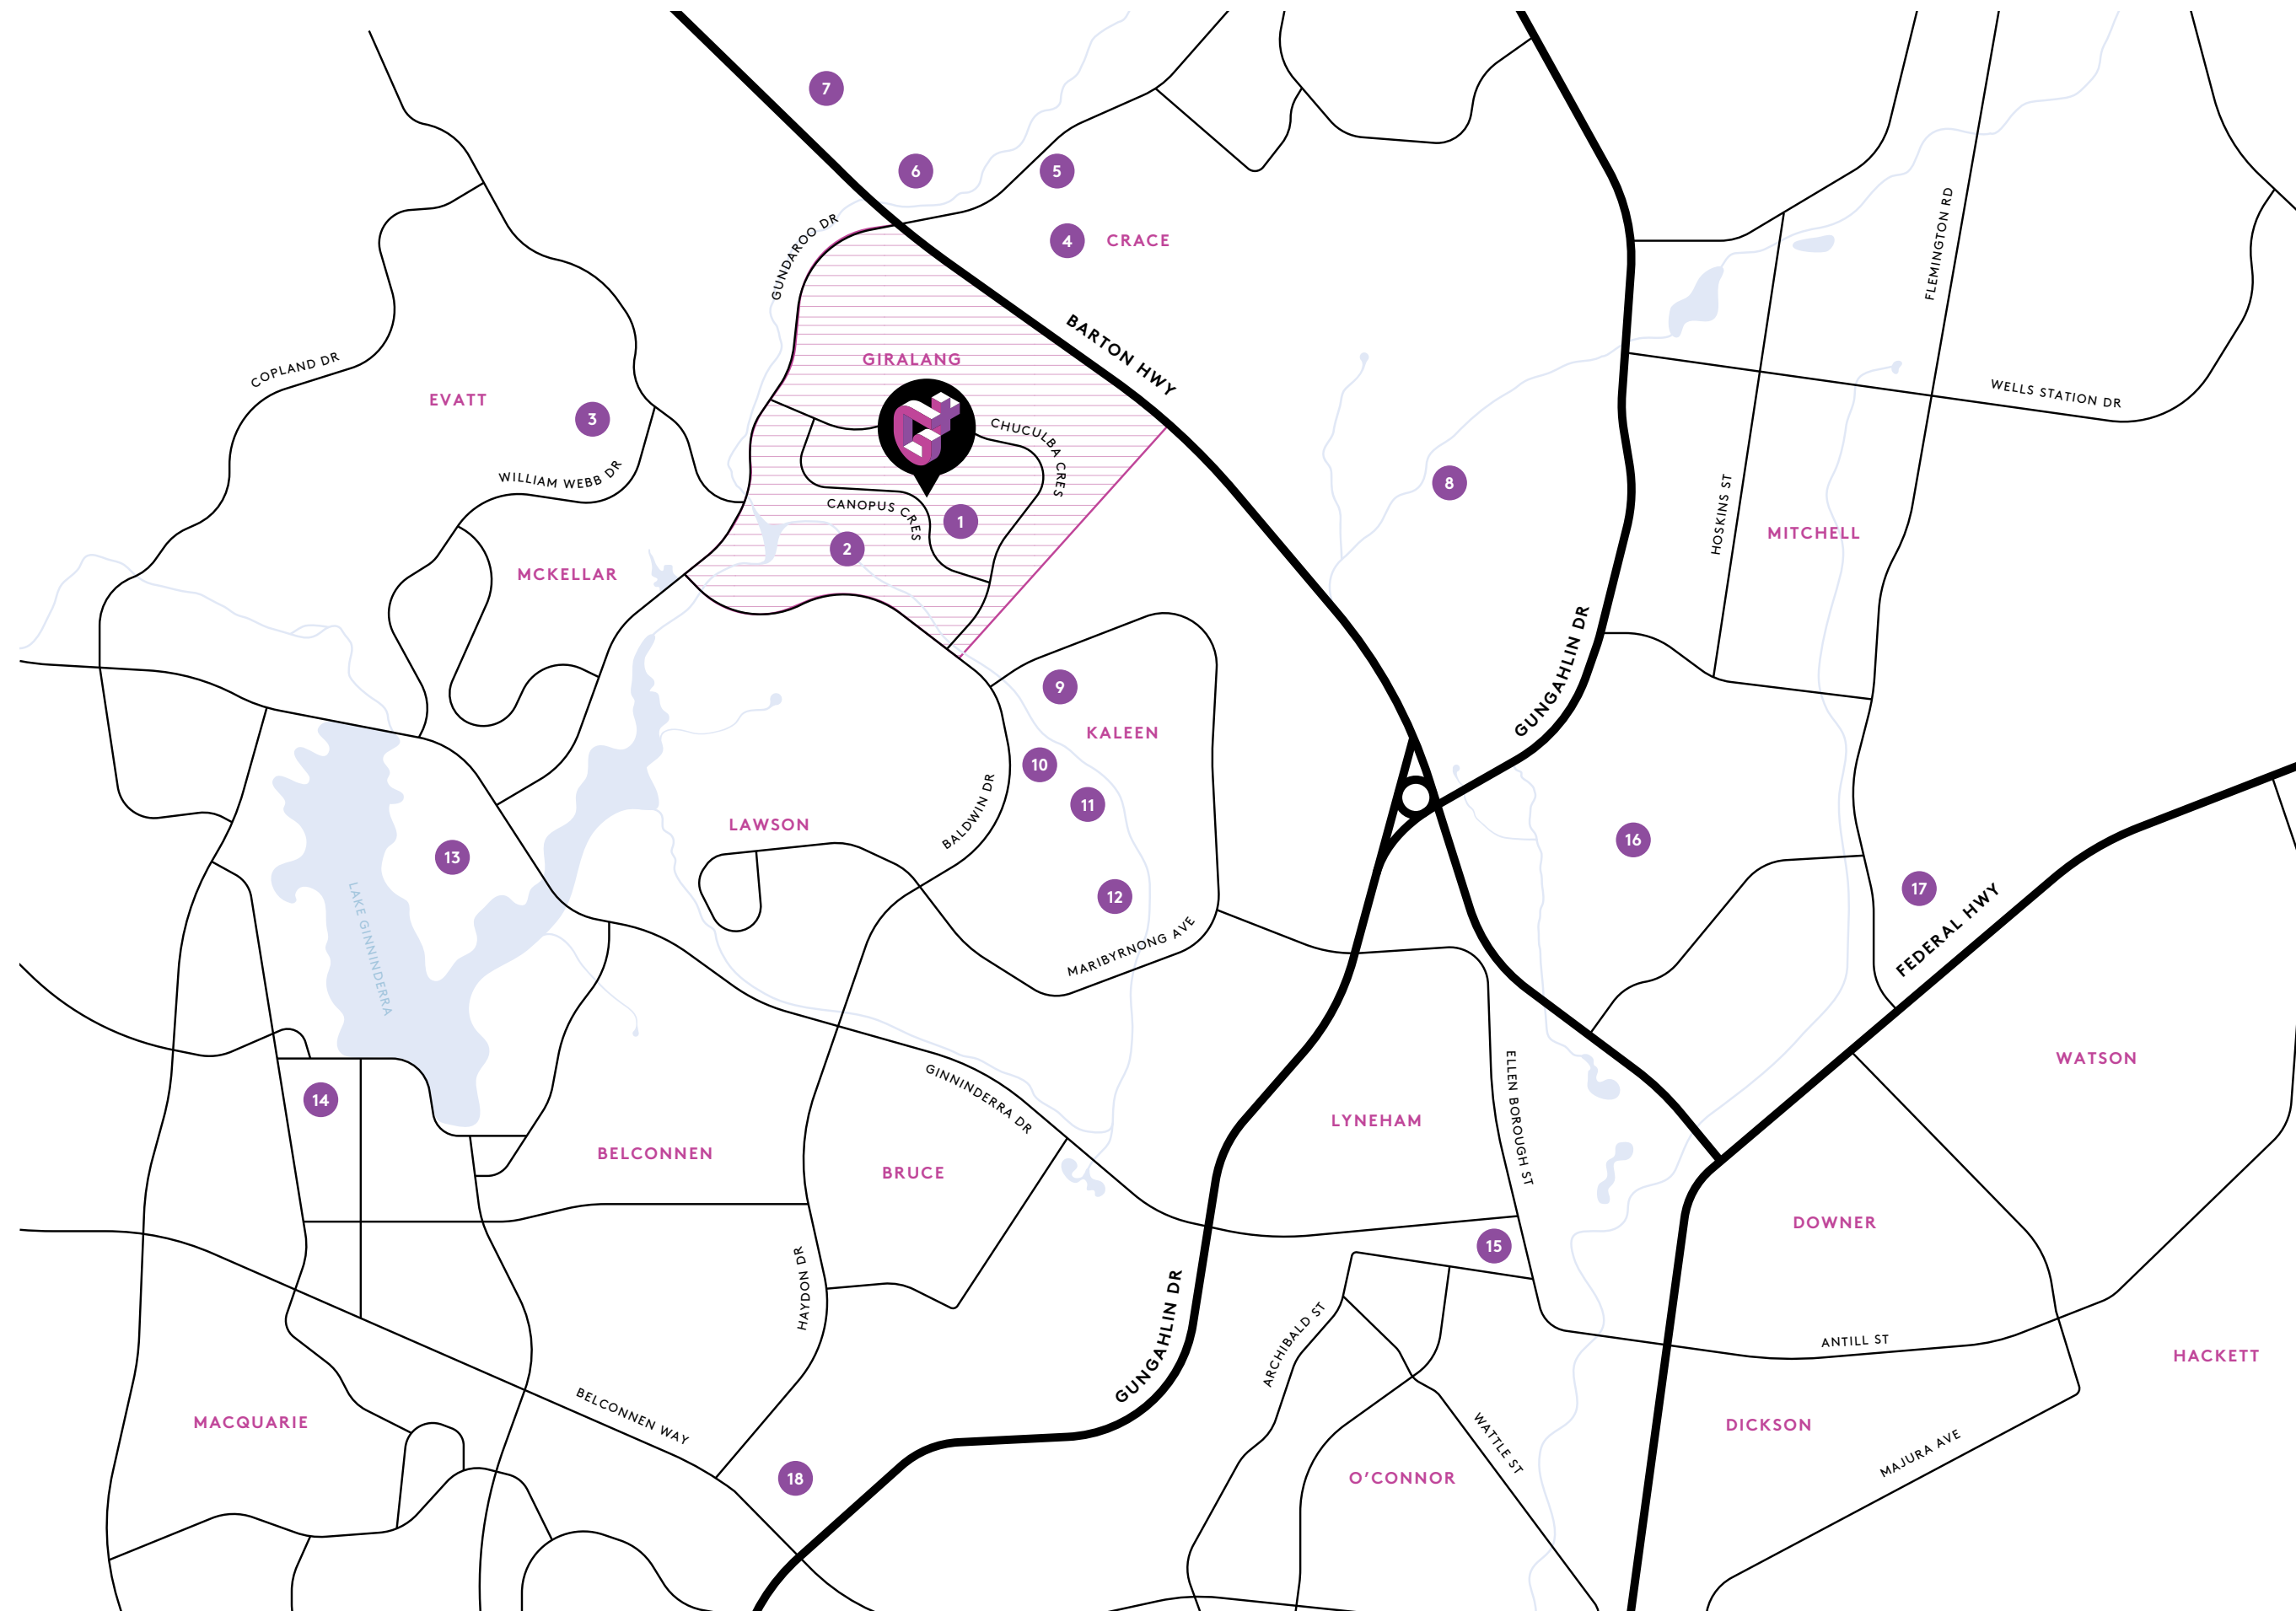 7
6
5
GUNDAROO DR
4
CRACE
FLEMINGTON RD
BARTON HWY
GIRALANG
COPLAND DR
EVATT
3
WELLS STATION DR
CHUCULBA CRES
WILLIAM WEBB DR
8
HOSKINS ST
CANOPUS CRES
1
MITCHELL
2
MCKELLAR
GUNGAHLIN DR
9
KALEEN
10
11
BALDWIN DR
LAWSON
16
13
17
12
LAKE GINNINDERRA
FEDERAL HWY
MARIBYRNONG AVE
WATSON
14
GINNINDERRA DR
ELLEN BOROUGH ST
LYNEHAM
BELCONNEN
BRUCE
DOWNER
15
HAYDON DR
GUNGAHLIN DR
ARCHIBALD ST
ANTILL ST
HACKETT
BELCONNEN WAY
MACQUARIE
WATTLE ST
DICKSON
MAJURA AVE
18
O'CONNOR